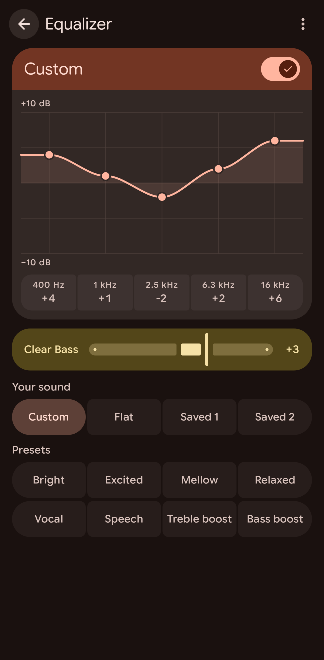 Equalizer
Custom
+10 dB
−10 dB
400 Hz 1 kHz 2.5 kHz 6.3 kHz 16 kHz
+4 +1 -2 +2 +6
Clear Bass +3
Your sound
Custom Flat Saved 1 Saved 2
Presets
Bright Excited Mellow Relaxed
Vocal Speech Treble boost Bass boost